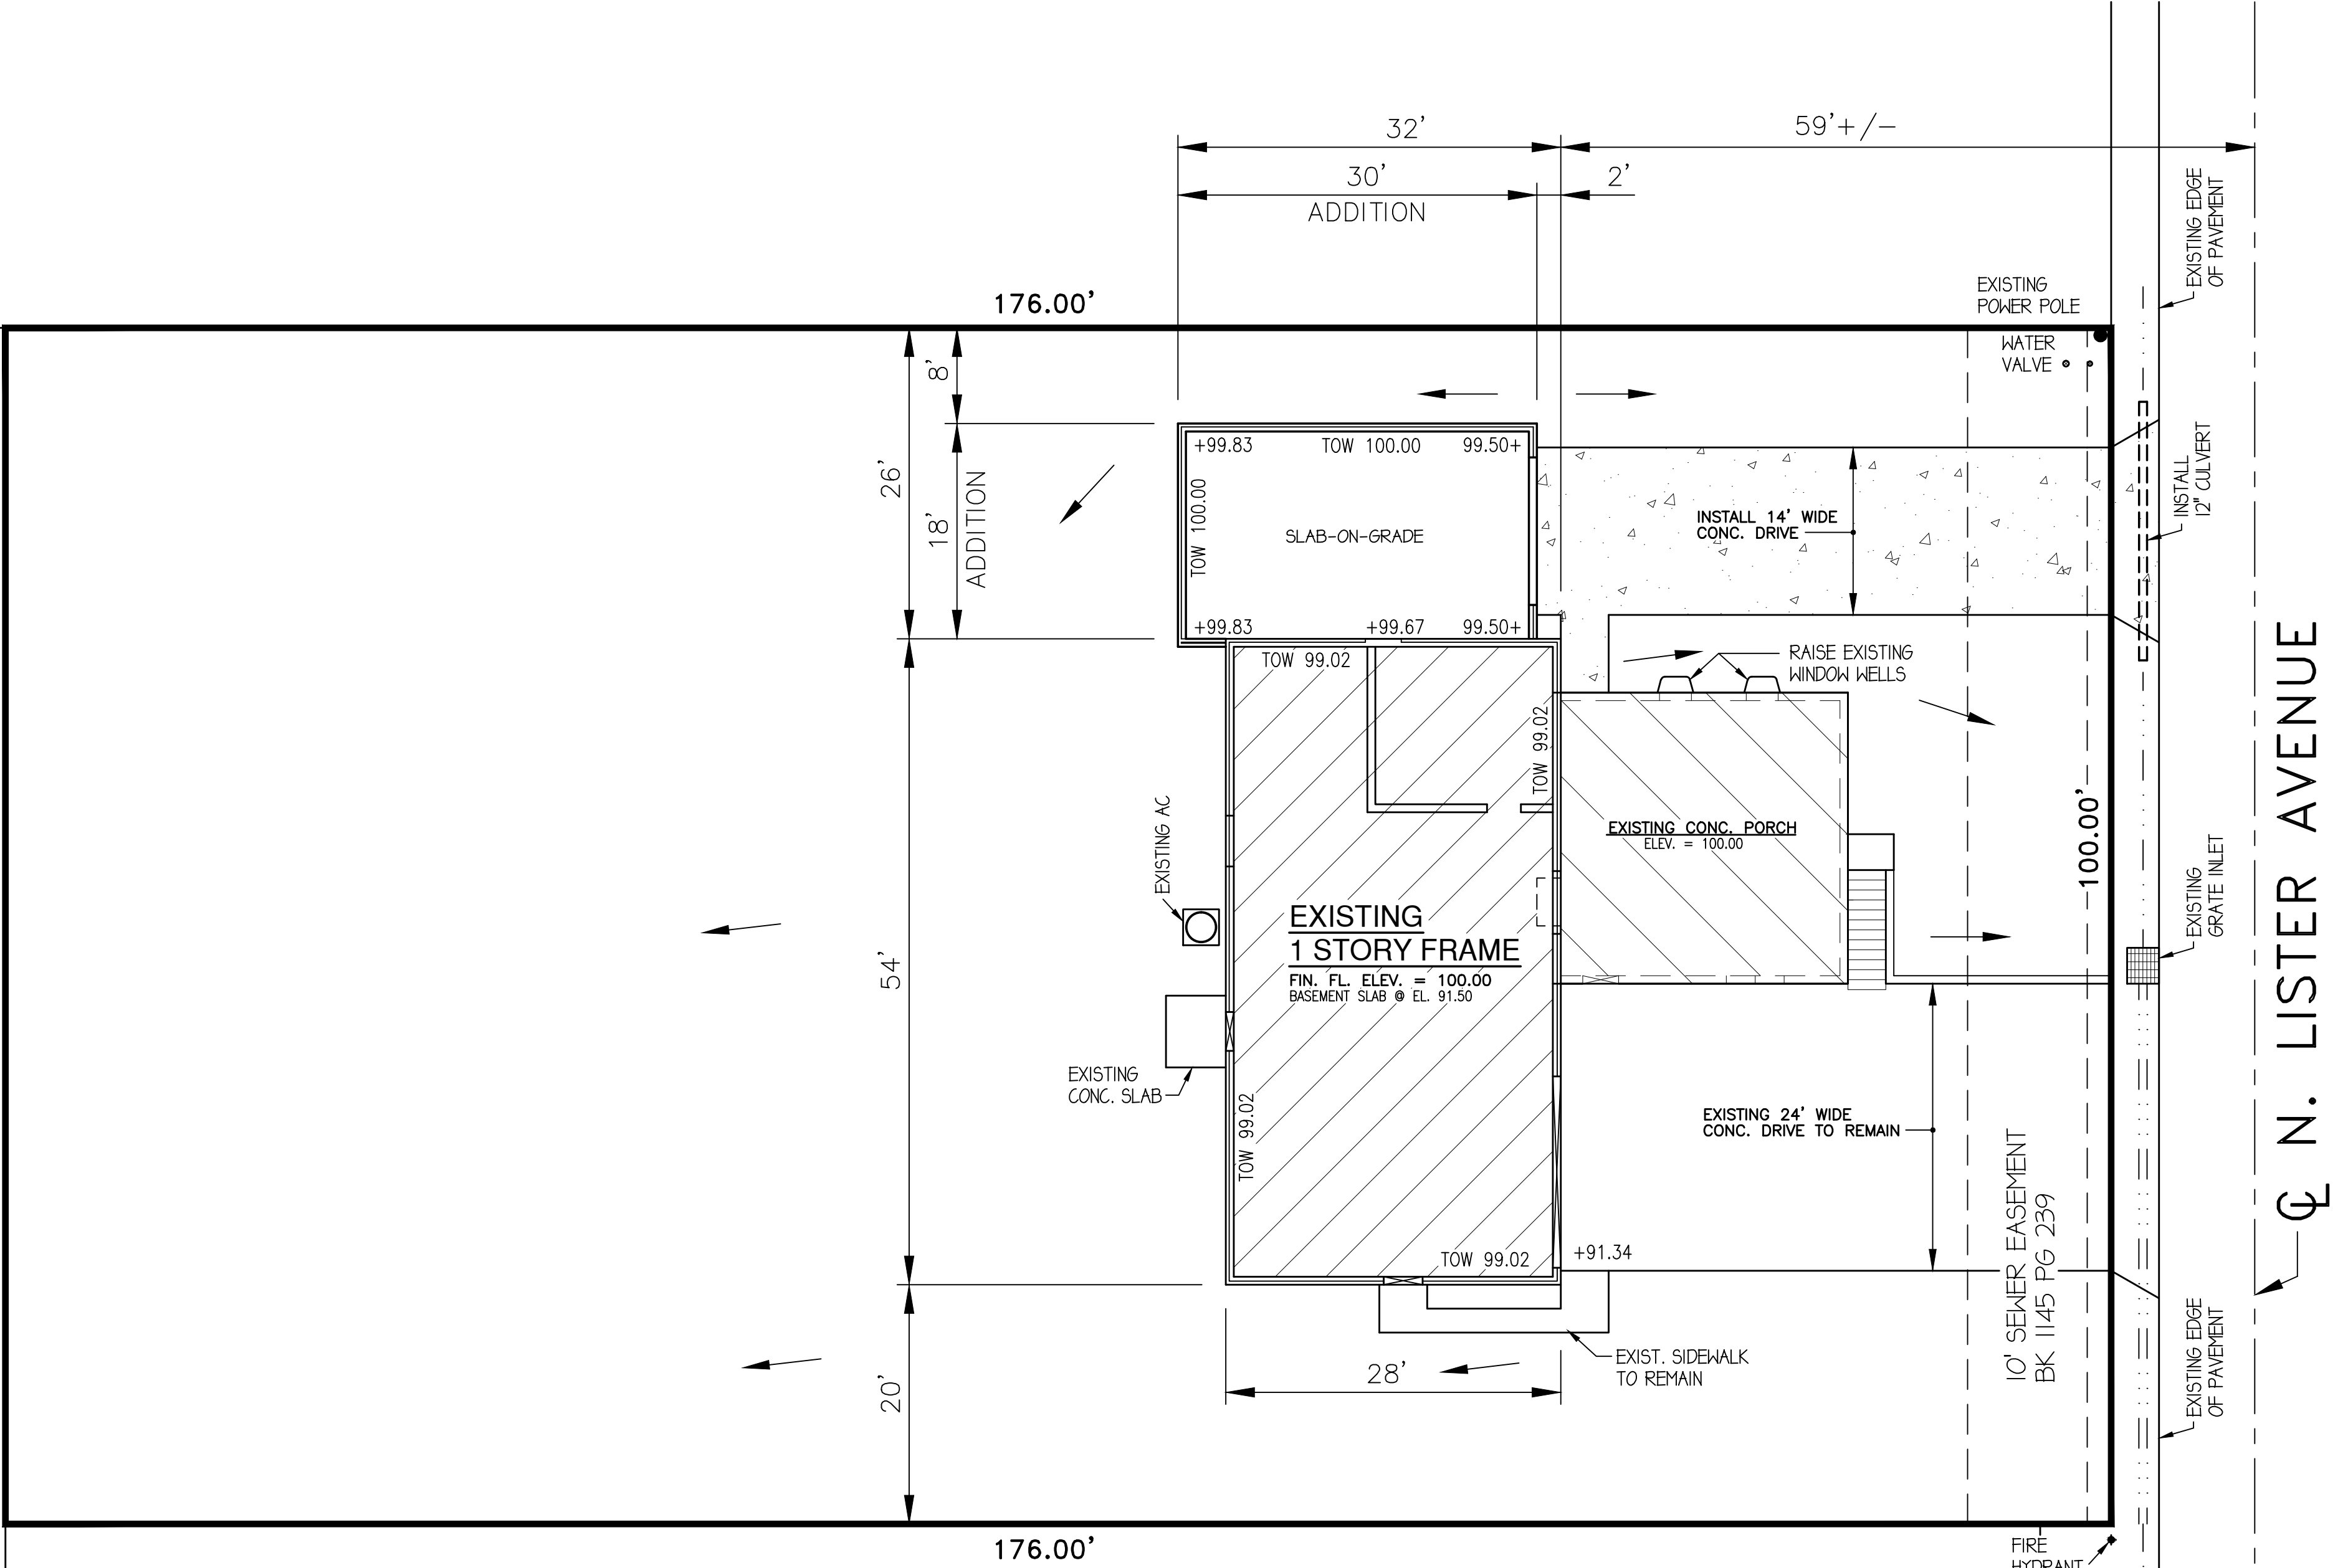 32'
59'+/-
30'
2'
ADDITION
EXISTING EDGE
OF PAVEMENT
176.00'
EXISTING
POWER POLE
WATER
VALVE
8'
26'
18'
ADDITION
+99.83
TOW 100.00
99.50+
TOW 100.00
SLAB-ON-GRADE
+99.83
+99.67
99.50+
INSTALL 14' WIDE
CONC. DRIVE
INSTALL
12" CULVERT
TOW 99.02
TOW 99.02
RAISE EXISTING
WINDOW WELLS
EXISTING CONC. PORCH
ELEV. = 100.00
100.00'
EXISTING AC
EXISTING
1 STORY FRAME
FIN. FL. ELEV. = 100.00
BASEMENT SLAB @ EL. 91.50
54'
EXISTING
GRATE INLET
℄ N. LISTER AVENUE
EXISTING
CONC. SLAB
TOW 99.02
EXISTING 24' WIDE
CONC. DRIVE TO REMAIN
TOW 99.02
+91.34
10' SEWER EASEMENT
BK 1145 PG 239
EXIST. SIDEWALK
TO REMAIN
28'
20'
EXISTING EDGE
OF PAVEMENT
176.00'
FIRE
HYDRANT